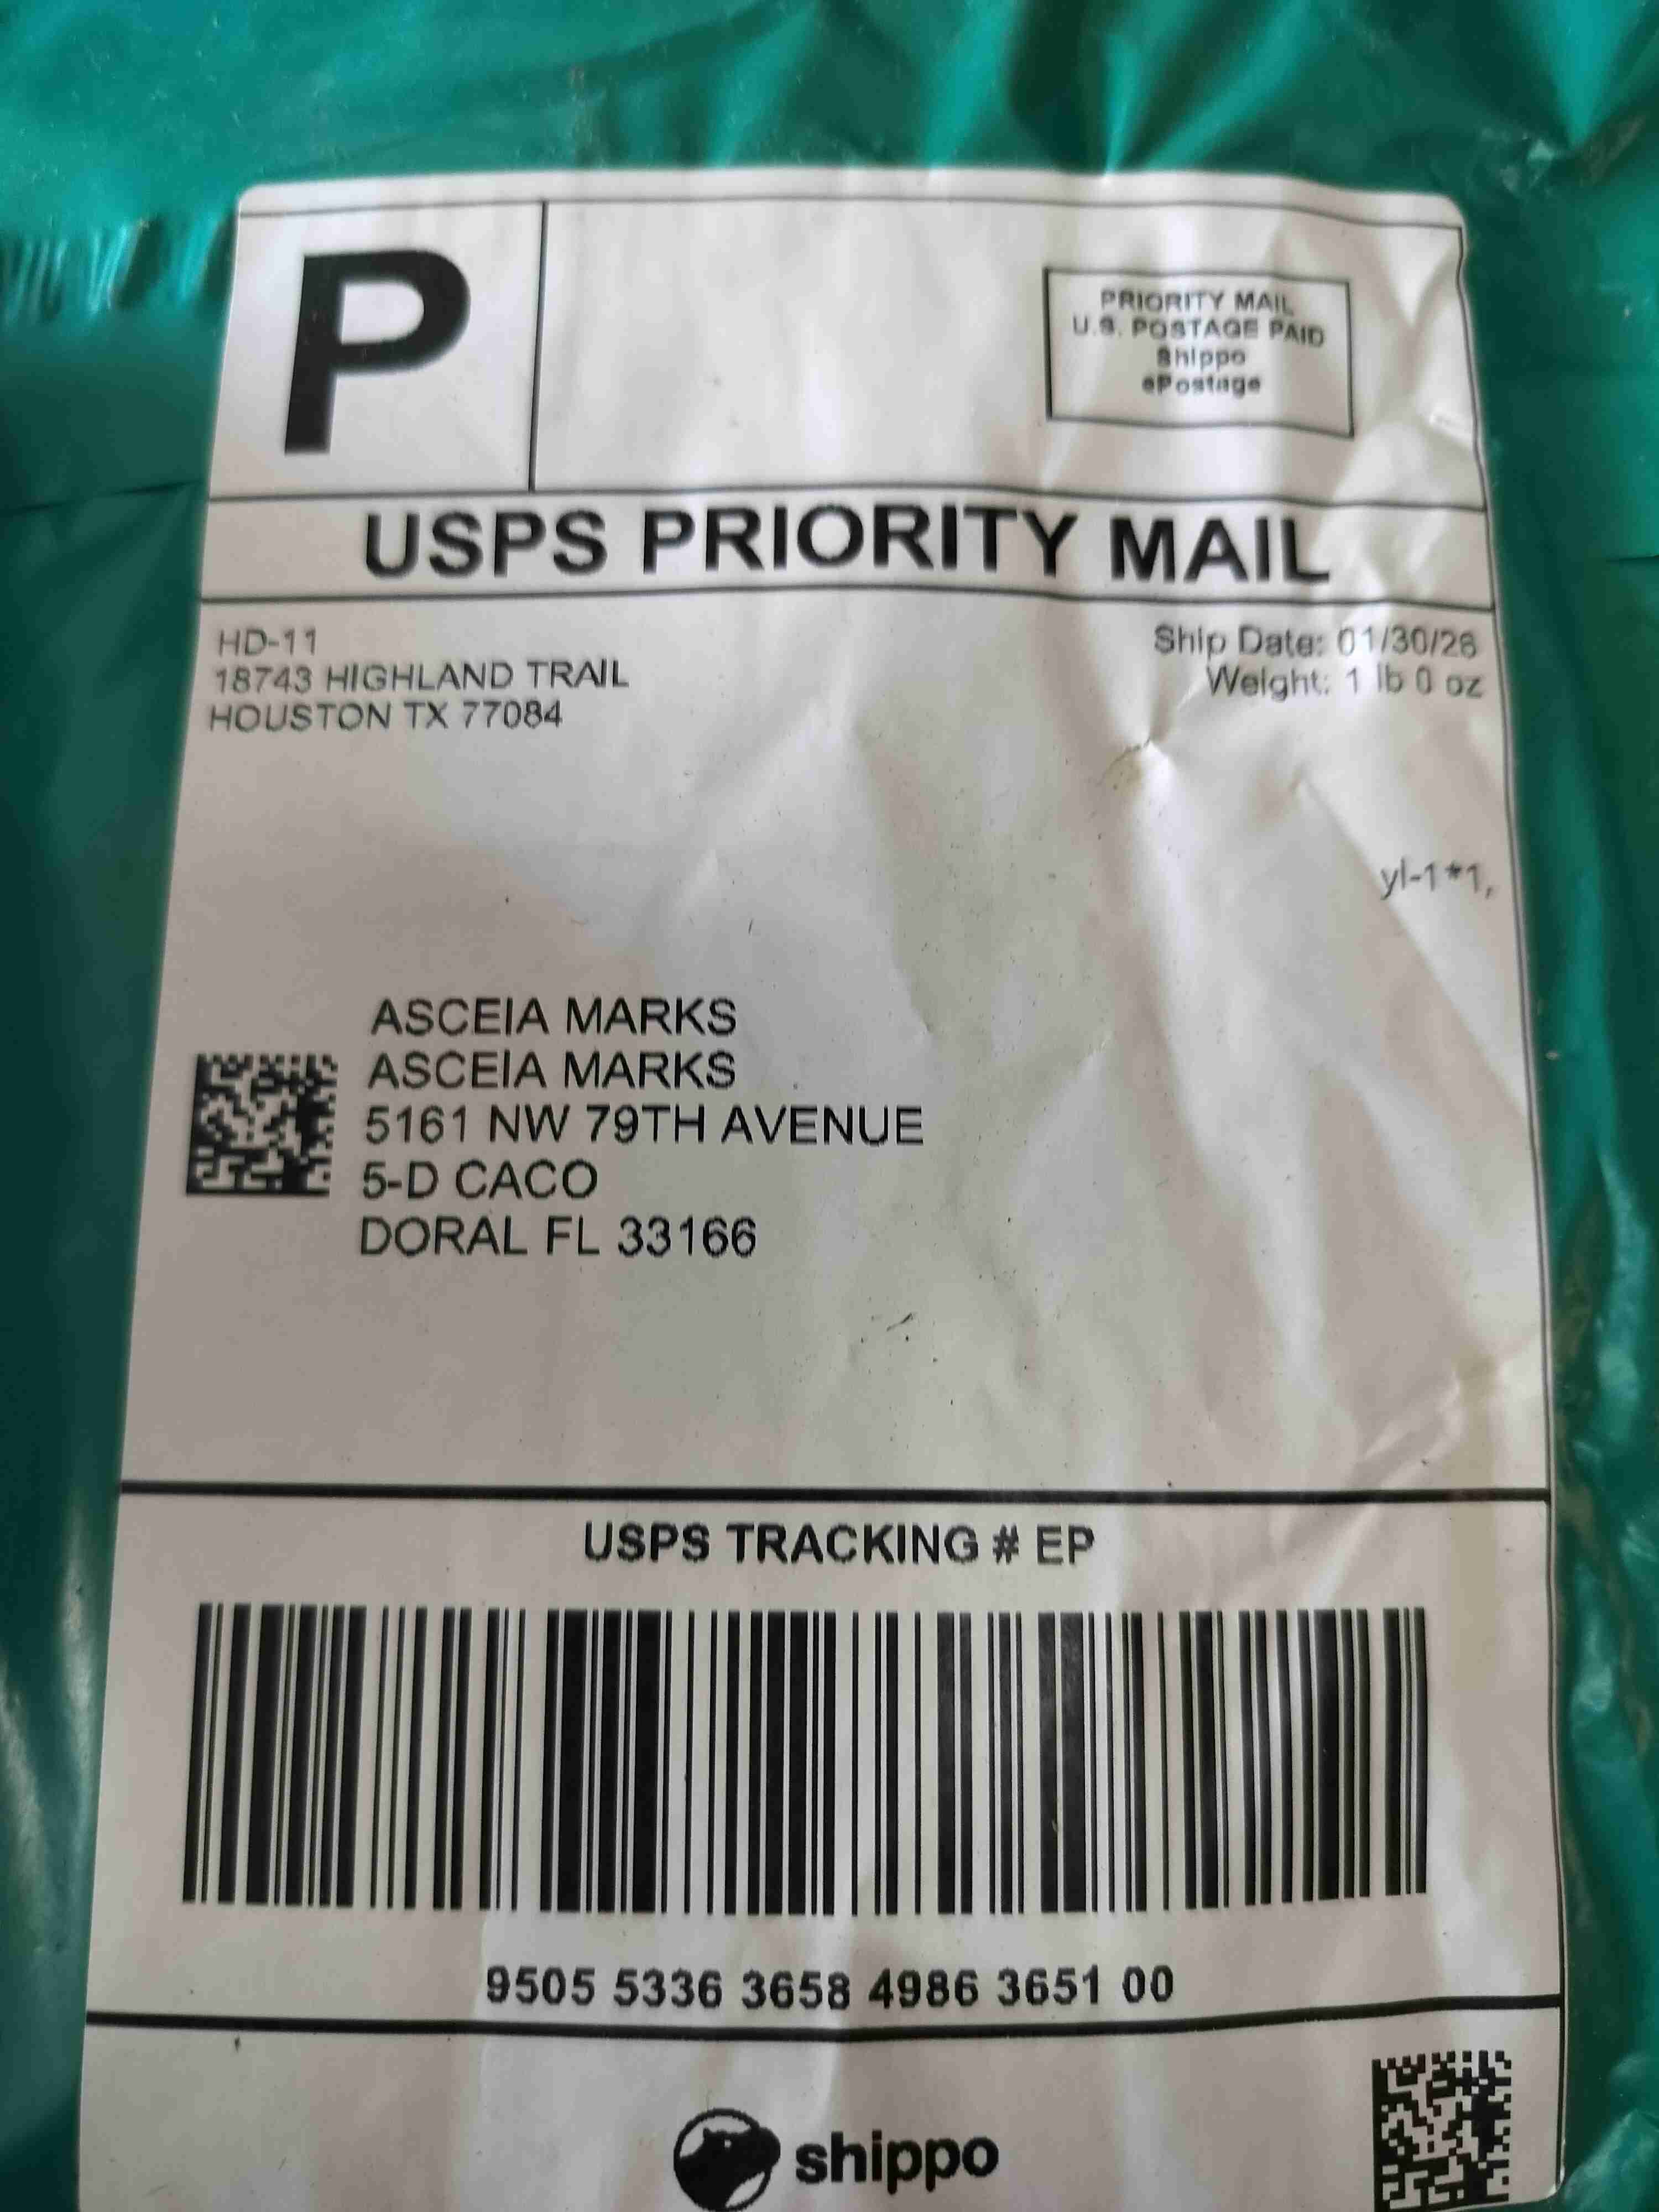 P
PRIORITY MAIL
U.S. POSTAGE PAID
Shippo
ePostage
USPS PRIORITY MAIL
HD-11
18743 HIGHLAND TRAIL
HOUSTON TX 77084
Ship Date: 01/30/26
Weight: 1 lb 0 oz
yl-1*1,
ASCEIA MARKS
ASCEIA MARKS
5161 NW 79TH AVENUE
5-D CACO
DORAL FL 33166
USPS TRACKING # EP
9505 5336 3658 4986 3651 00
shippo